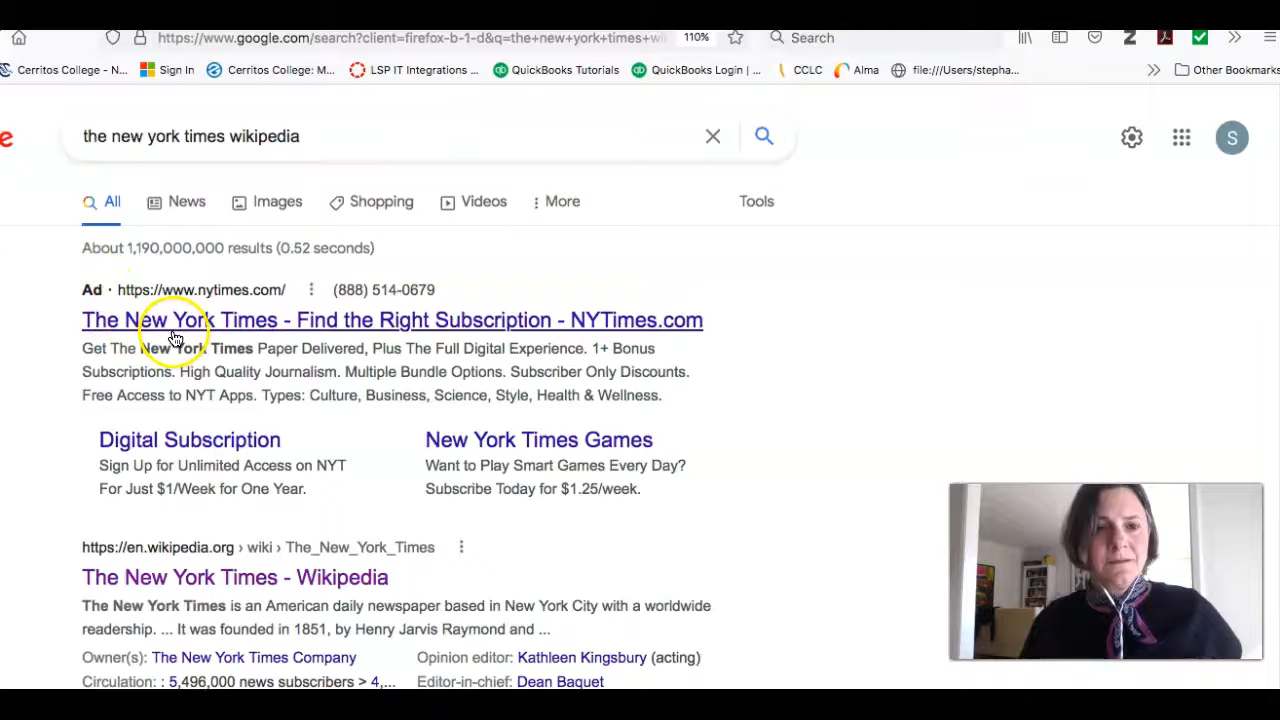 https://www.google.com/search?client=firefox-b-1-d&q=the+new+york+times+wi
110%
Search
Cerritos College - N...
Sign In
Cerritos College: M...
LSP IT Integrations ...
QuickBooks Tutorials
QuickBooks Login | ...
CCLC
Alma
file:///Users/stepha...
Other Bookmarks
e
the new york times wikipedia
S
All
News
Images
Shopping
Videos
More
Tools
About 1,190,000,000 results (0.52 seconds)
Ad · https://www.nytimes.com/ (888) 514-0679
The New York Times - Find the Right Subscription - NYTimes.com
Get The New York Times Paper Delivered, Plus The Full Digital Experience. 1+ Bonus
Subscriptions. High Quality Journalism. Multiple Bundle Options. Subscriber Only Discounts.
Free Access to NYT Apps. Types: Culture, Business, Science, Style, Health & Wellness.
Digital Subscription
Sign Up for Unlimited Access on NYT
For Just $1/Week for One Year.
New York Times Games
Want to Play Smart Games Every Day?
Subscribe Today for $1.25/week.
https://en.wikipedia.org › wiki › The_New_York_Times
The New York Times - Wikipedia
The New York Times is an American daily newspaper based in New York City with a worldwide
readership. ... It was founded in 1851, by Henry Jarvis Raymond and ...
Owner(s): The New York Times Company
Opinion editor: Kathleen Kingsbury (acting)
Circulation: : 5,496,000 news subscribers > 4,...
Editor-in-chief: Dean Baquet